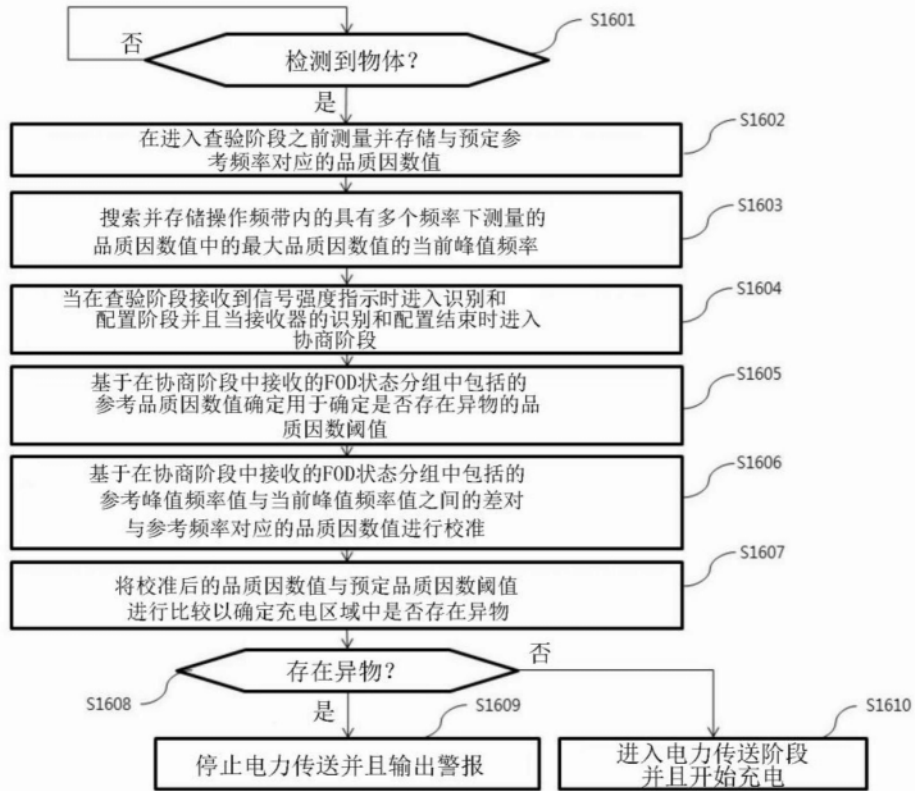 S1601
否
检测到物体?
是
S1602
在进入查验阶段之前测量并存储与预定参
考频率对应的品质因数值
S1603
搜索并存储操作频带内的具有多个频率下测量的
品质因数值中的最大品质因数值的当前峰值频率
S1604
当在查验阶段接收到信号强度指示时进入识别和
配置阶段并且当接收器的识别和配置结束时进入
协商阶段
S1605
基于在协商阶段中接收的FOD状态分组中包括的
参考品质因数值确定用于确定是否存在异物的品
质因数阈值
S1606
基于在协商阶段中接收的FOD状态分组中包括的
参考峰值频率值与当前峰值频率值之间的差对
与参考频率对应的品质因数值进行校准
S1607
将校准后的品质因数值与预定品质因数阈值
进行比较以确定充电区域中是否存在异物
存在异物?
否
S1608
是
S1609
S1610
停止电力传送并且输出警报
进入电力传送阶段
并且开始充电